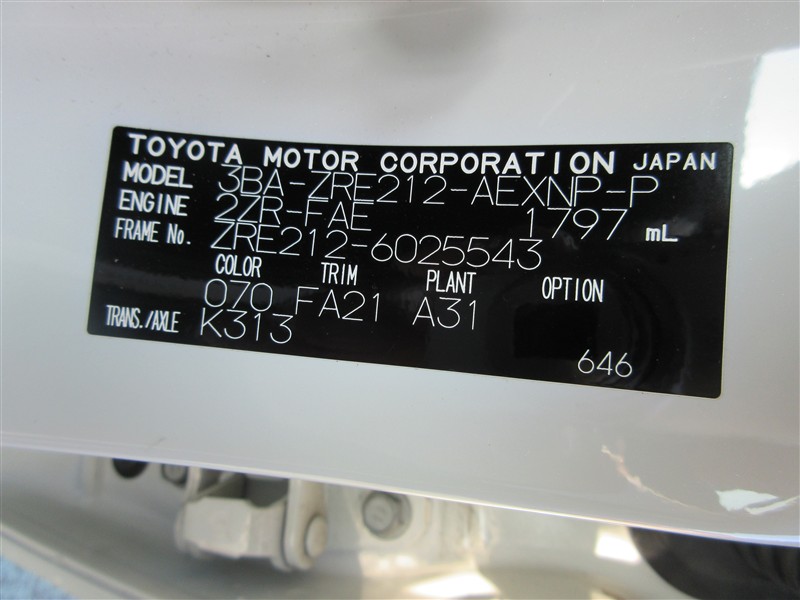 TOYOTA MOTOR CORPORATION JAPAN
MODEL 3BA-ZRE212-AEXNP-P
ENGINE 2ZR-FAE 1797 mL
FRAME No. ZRE212-6025543
COLOR TRIM PLANT OPTION
070 FA21 A31
TRANS./AXLE K313
646